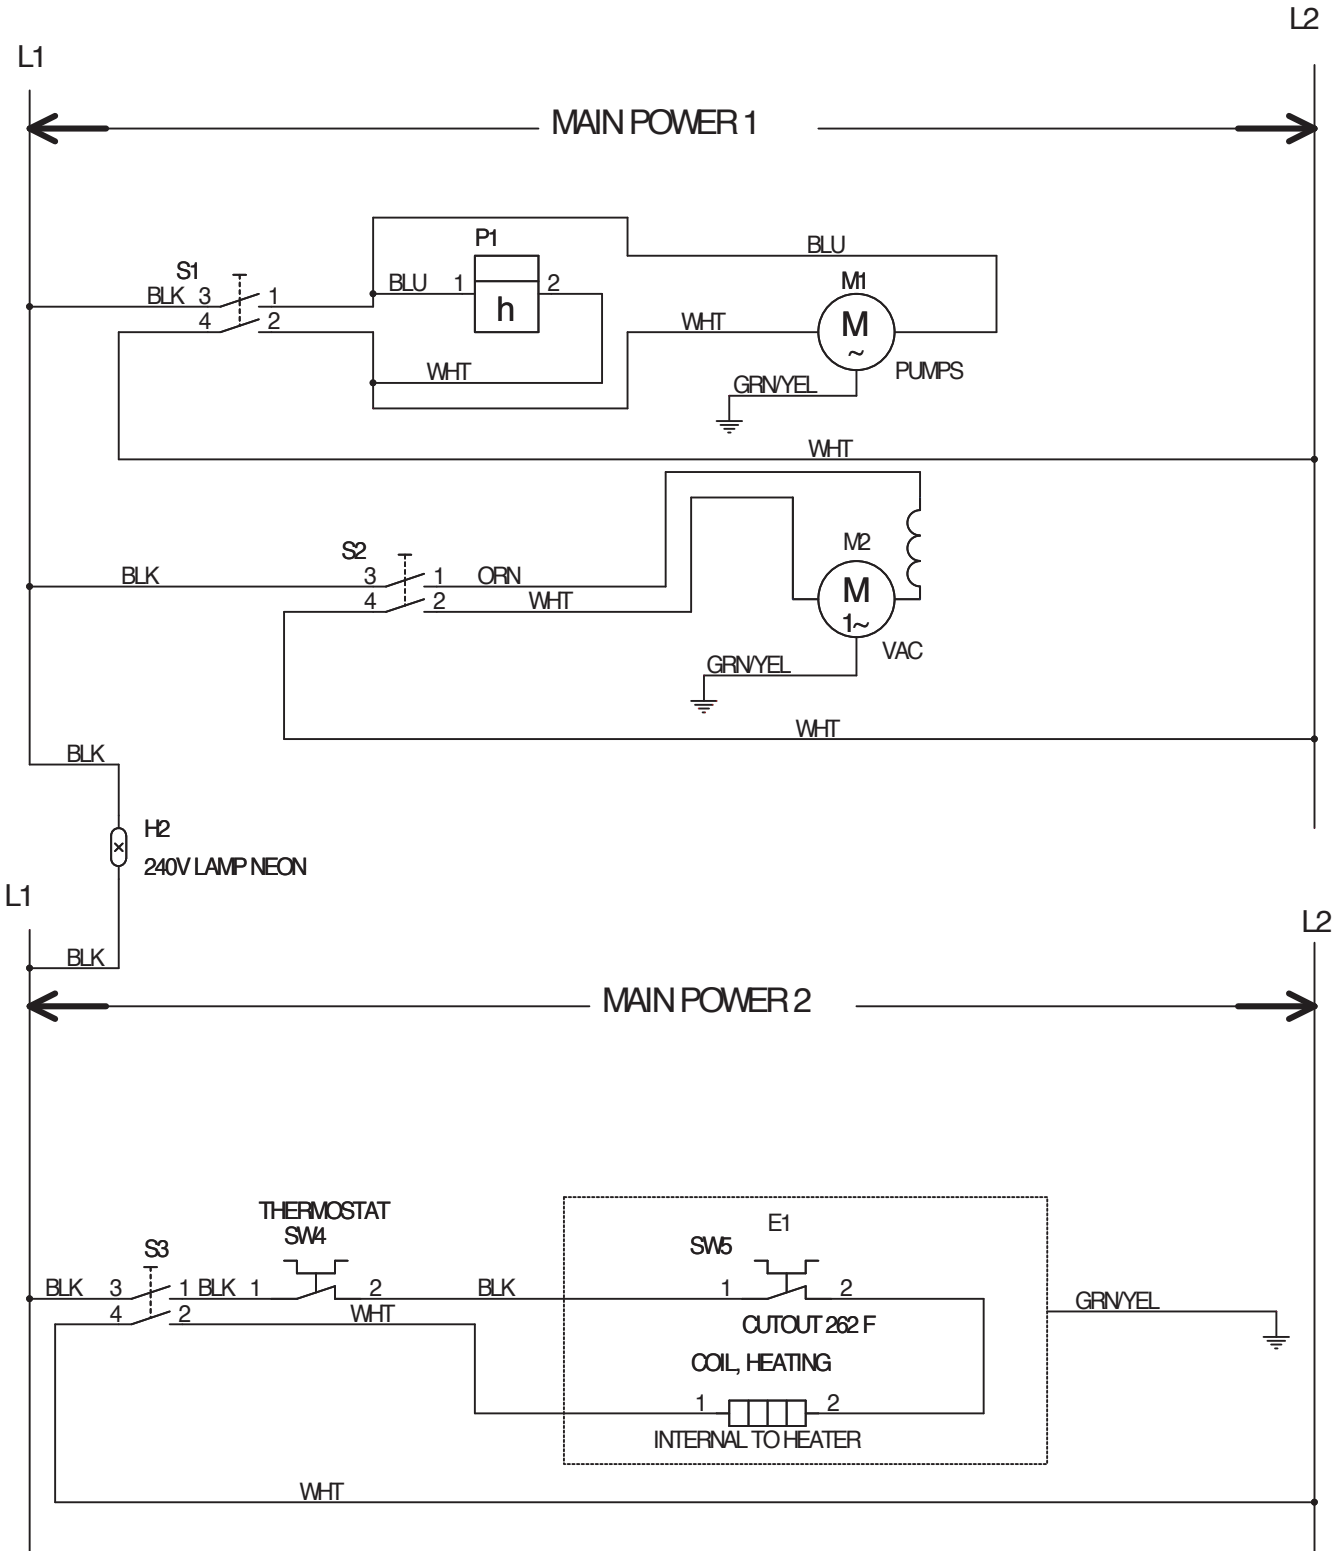 L2
L1
MAIN POWER 1
P1
BLU
S1
M1
BLK 3 1
BLU 1 2
h
4 2
WHT
M
~
WHT
PUMPS
GRN/YEL
WHT
S2
M2
BLK
3 1 ORN
4 2 WHT
M
1~
VAC
GRN/YEL
WHT
BLK
H2
240V LAMP NEON
L1
L2
BLK
MAIN POWER 2
THERMOSTAT
SW4
E1
SW5
S3
BLK 3 1 BLK 1 2 BLK 1 2
GRN/YEL
4 2 WHT
CUTOUT 262 F
COIL, HEATING
1 2
INTERNAL TO HEATER
WHT